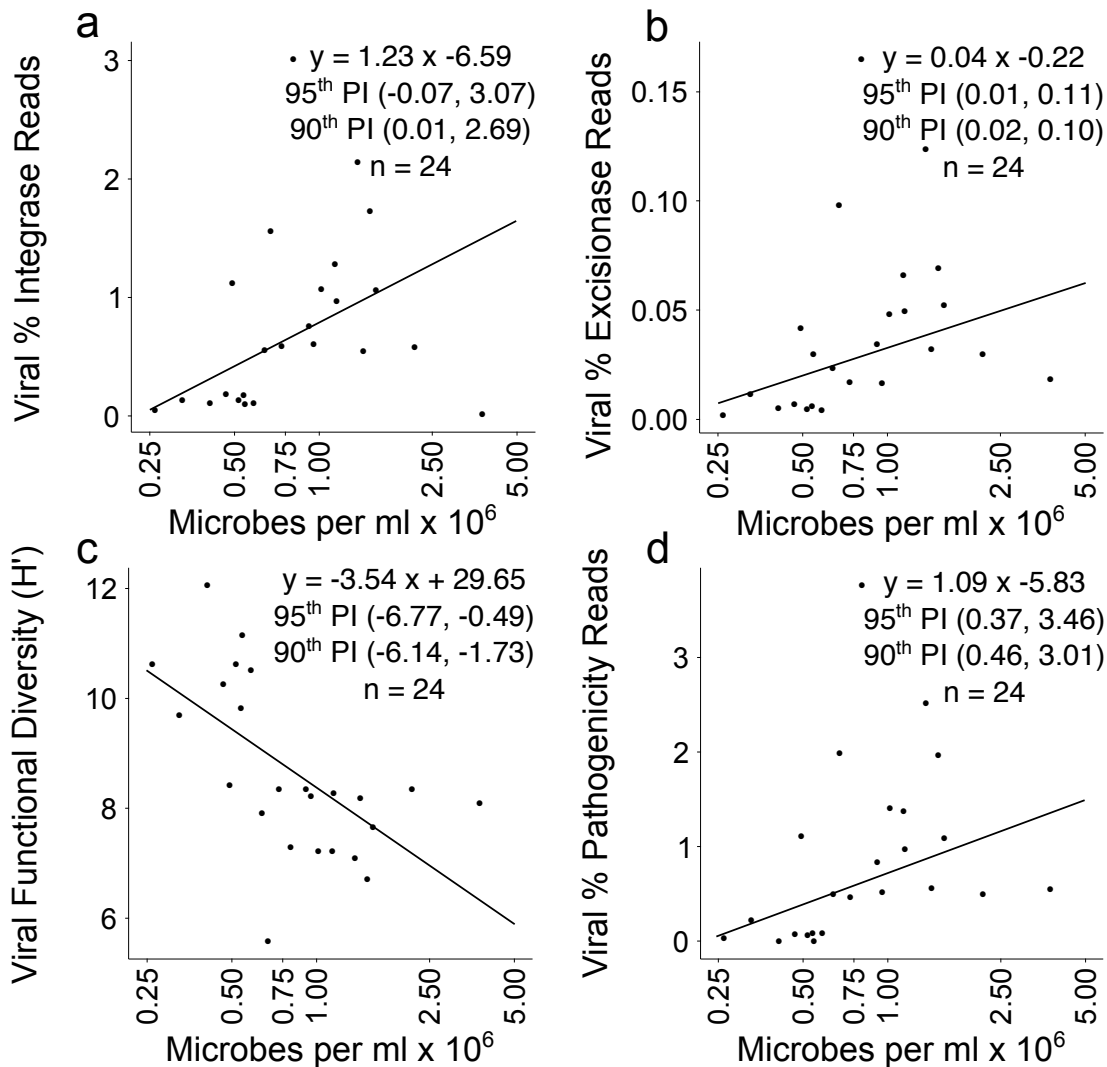 a
Viral % Integrase Reads
3
2
1
0
y = 1.23 x -6.59
95th PI (-0.07, 3.07)
90th PI (0.01, 2.69)
n = 24
0.25
0.50
0.75
1.00
2.50
5.00
Microbes per ml x 10⁶
b
Viral % Excisionase Reads
0.15
0.10
0.05
0.00
y = 0.04 x -0.22
95th PI (0.01, 0.11)
90th PI (0.02, 0.10)
n = 24
0.25
0.50
0.75
1.00
2.50
5.00
Microbes per ml x 10⁶
c
Viral Functional Diversity (H')
12
10
8
6
y = -3.54 x + 29.65
95th PI (-6.77, -0.49)
90th PI (-6.14, -1.73)
n = 24
0.25
0.50
0.75
1.00
2.50
5.00
Microbes per ml x 10⁶
d
Viral % Pathogenicity Reads
3
2
1
0
y = 1.09 x -5.83
95th PI (0.37, 3.46)
90th PI (0.46, 3.01)
n = 24
0.25
0.50
0.75
1.00
2.50
5.00
Microbes per ml x 10⁶